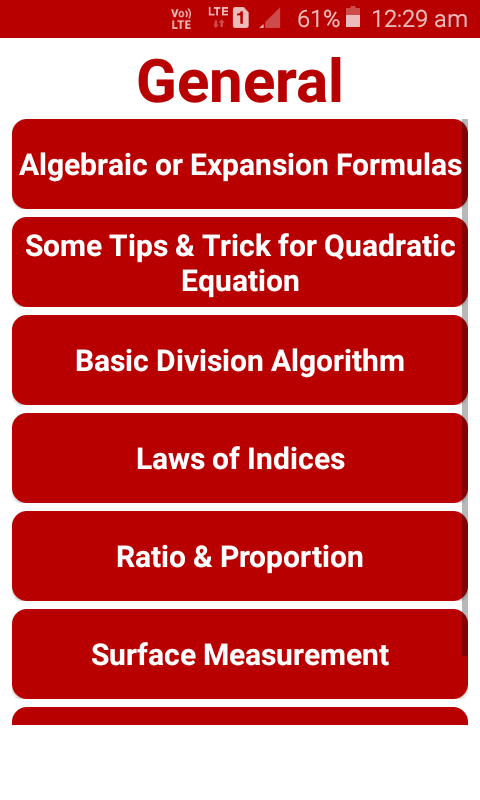 Vo))
LTE
LTE
1
61%
12:29 am
General
Algebraic or Expansion Formulas
Some Tips & Trick for Quadratic
Equation
Basic Division Algorithm
Laws of Indices
Ratio & Proportion
Surface Measurement